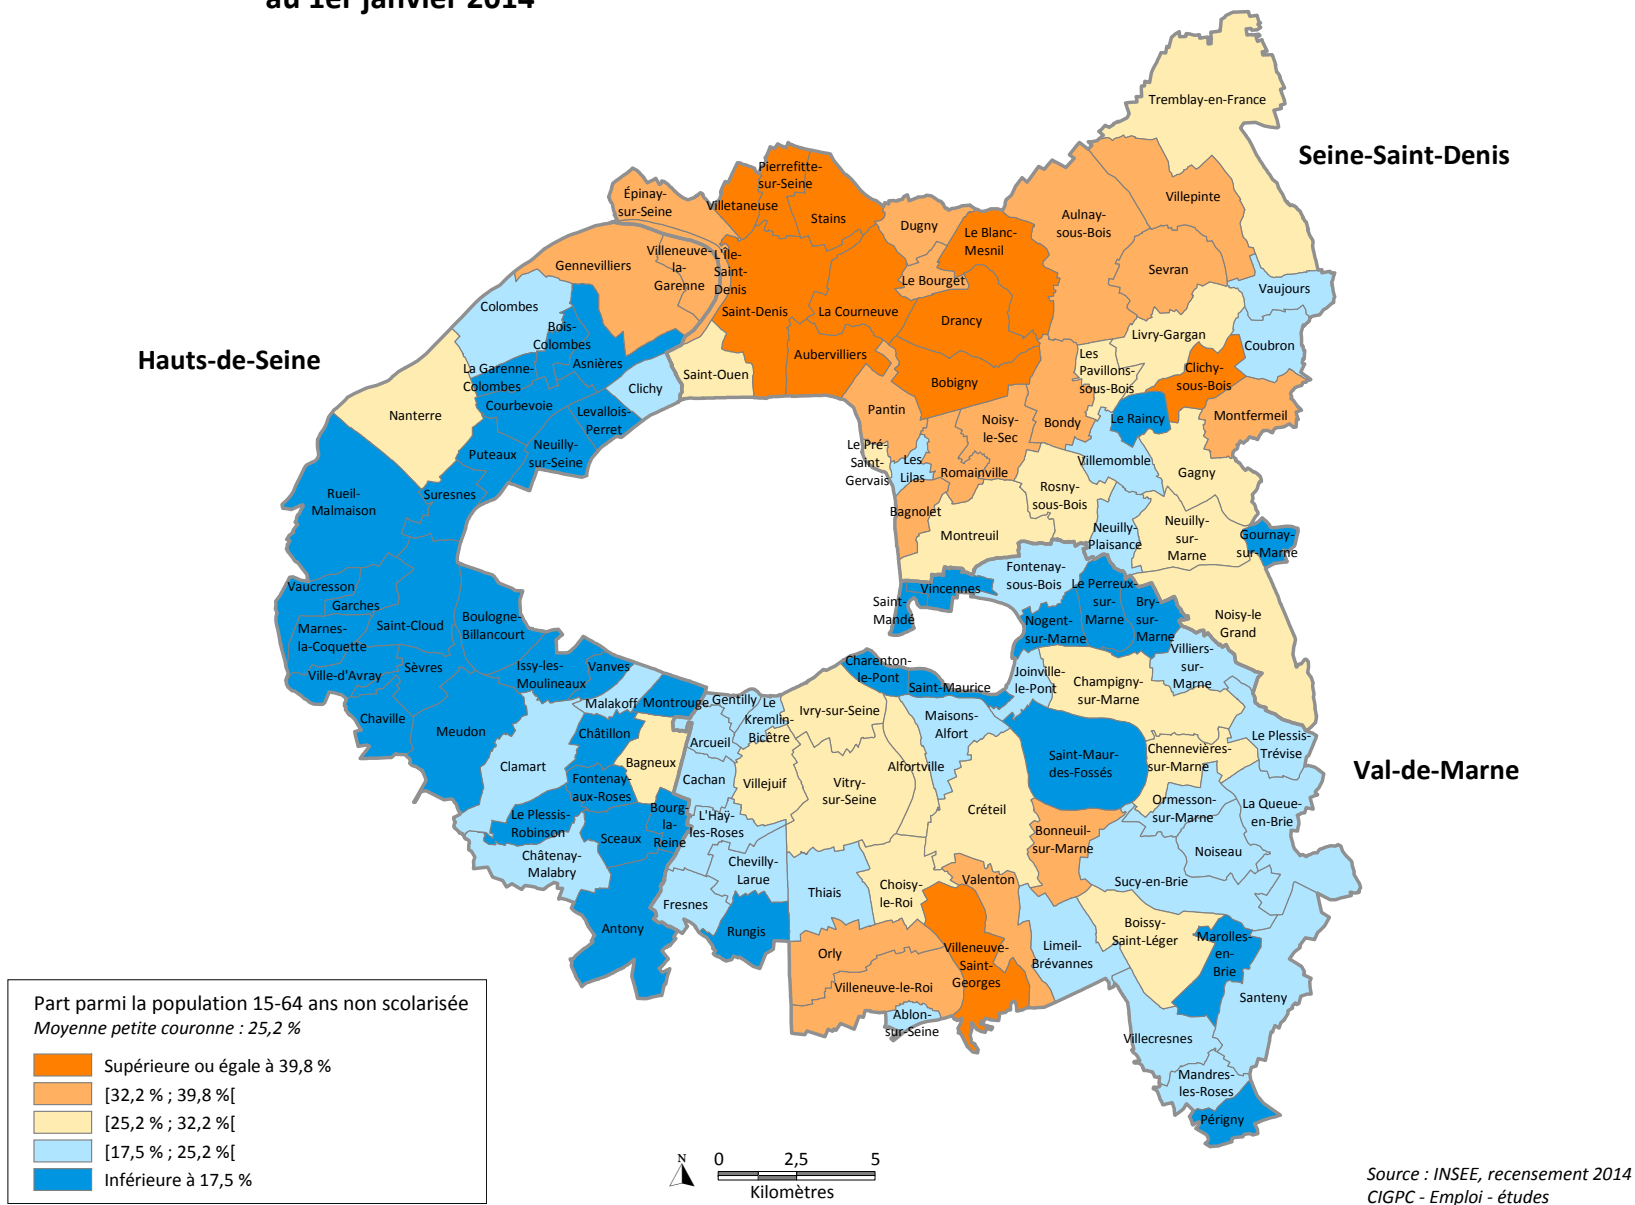 au 1er janvier 2014
Tremblay-en-France
Seine-Saint-Denis
Pierrefitte-
sur-Seine
Épinay-
sur-Seine
Villetaneuse
Stains
Villepinte
Aulnay-
sous-Bois
Dugny
Le Blanc-
Mesnil
Villeneuve-
la-
Garenne
L'Île-
Saint-
Denis
Gennevilliers
Sevran
Le Bourget
Vaujours
Colombes
Saint-Denis
La Courneuve
Drancy
Bois-
Colombes
Livry-Gargan
Coubron
Hauts-de-Seine
Asnières
Aubervilliers
Les
Pavillons-
sous-Bois
La Garenne-
Colombes
Clichy
Saint-Ouen
Bobigny
Clichy-
sous-Bois
Courbevoie
Nanterre
Levallois-
Perret
Pantin
Noisy-
le-Sec
Bondy
Le Raincy
Montfermeil
Puteaux
Neuilly-
sur-Seine
Le Pré-
Saint-
Gervais
Les
Lilas
Romainville
Villemomble
Gagny
Rueil-
Malmaison
Suresnes
Rosny-
sous-Bois
Bagnolet
Montreuil
Neuilly-
Plaisance
Neuilly-
sur-
Marne
Gournay-
sur-Marne
Fontenay-
sous-Bois
Vaucresson
Garches
Vincennes
Saint-
Mandé
Le Perreux-
sur-
Marne
Bry-
sur-
Marne
Noisy-le
Grand
Marnes-
la-Coquette
Saint-Cloud
Boulogne-
Billancourt
Nogent-
sur-Marne
Ville-d'Avray
Sèvres
Issy-les-
Moulineaux
Vanves
Charenton-
le-Pont
Saint-Maurice
Joinville-
le-Pont
Villiers-
sur-
Marne
Champigny-
sur-Marne
Malakoff
Montrouge
Gentilly
Le
Kremlin-
Bicêtre
Ivry-sur-Seine
Maisons-
Alfort
Chaville
Meudon
Châtillon
Arcueil
Le Plessis-
Trévise
Clamart
Bagneux
Cachan
Villejuif
Vitry-
sur-Seine
Alfortville
Saint-Maur-
des-Fossés
Chennevières-
sur-Marne
Val-de-Marne
Fontenay-
aux-Roses
Ormesson-
sur-Marne
La Queue-
en-Brie
Le Plessis-
Robinson
Sceaux
Bourg-
la-
Reine
L'Haÿ-
les-Roses
Créteil
Bonneuil-
sur-Marne
Noiseau
Châtenay-
Malabry
Chevilly-
Larue
Thiais
Choisy-
le-Roi
Valenton
Sucy-en-Brie
Fresnes
Antony
Rungis
Boissy-
Saint-Léger
Marolles-
en-
Brie
Orly
Villeneuve-
Saint-
Georges
Limeil-
Brévannes
Villeneuve-le-Roi
Santeny
Ablon-
sur-Seine
Villecresnes
Mandres-
les-Roses
Périgny
Part parmi la population 15-64 ans non scolarisée
Moyenne petite couronne : 25,2 %
Supérieure ou égale à 39,8 %
[32,2 % ; 39,8 %[
[25,2 % ; 32,2 %[
[17,5 % ; 25,2 %[
Inférieure à 17,5 %
N
0 2,5 5
Kilomètres
Source : INSEE, recensement 2014
CIGPC - Emploi - études